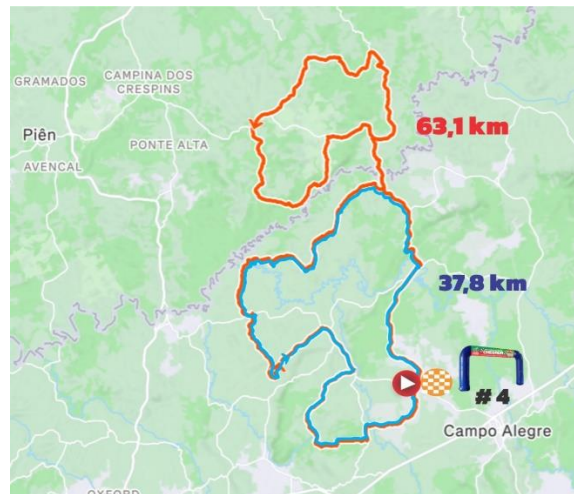 GRAMADOS
CAMPINA DOS
CRESPINS
63,1 km
Piên
PONTE ALTA
AVENCAL
37,8 km
# 4
Campo Alegre
OXFORD